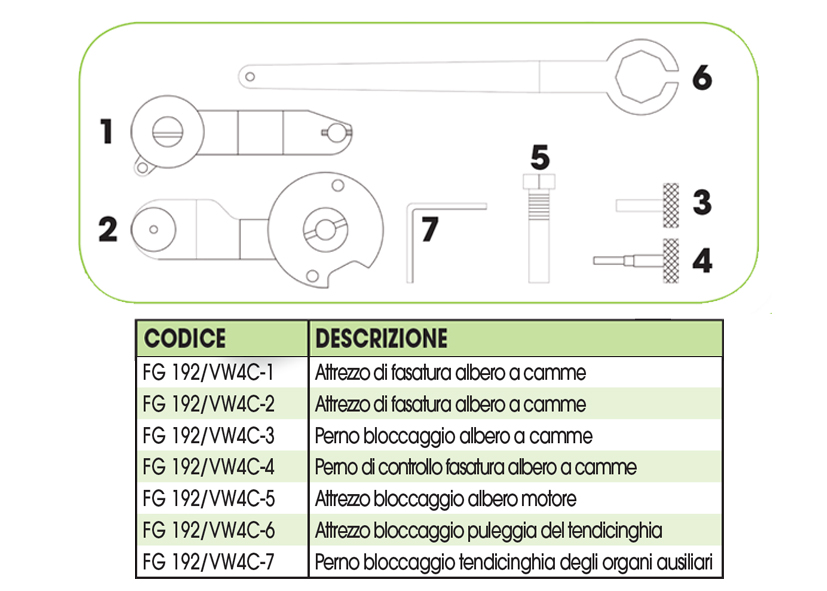 6
1
5
3
2
7
4
CODICE DESCRIZIONE
FG 192/VW4C-1 Attrezzo di fasatura albero a camme
FG 192/VW4C-2 Attrezzo di fasatura albero a camme
FG 192/VW4C-3 Perno bloccaggio albero a camme
FG 192/VW4C-4 Perno di controllo fasatura albero a camme
FG 192/VW4C-5 Attrezzo bloccaggio albero motore
FG 192/VW4C-6 Attrezzo bloccaggio puleggia del tendicinghia
FG 192/VW4C-7 Perno bloccaggio tendicinghia degli organi ausiliari